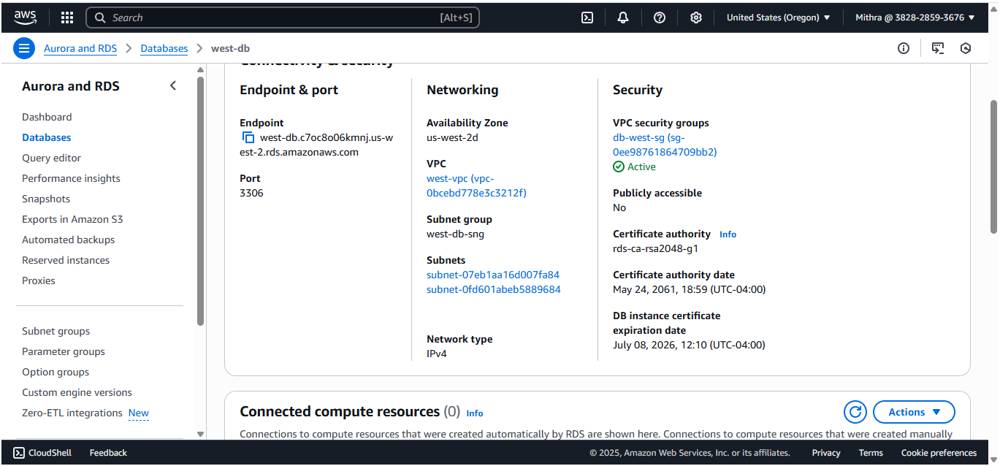 aws
Search [Alt+S]
United States (Oregon) ▼
Mithra @ 3828-2859-3676 ▼
Aurora and RDS > Databases > west-db
Aurora and RDS
Dashboard
Databases
Query editor
Performance insights
Snapshots
Exports in Amazon S3
Automated backups
Reserved instances
Proxies
Subnet groups
Parameter groups
Option groups
Custom engine versions
Zero-ETL integrations New
Connectivity & security
Endpoint & port
Endpoint
west-db.c7oc8o06kmnj.us-w
est-2.rds.amazonaws.com
Port
3306
Networking
Availability Zone
us-west-2d
VPC
west-vpc (vpc-
0bcebd778e3c3212f)
Subnet group
west-db-sng
Subnets
subnet-07eb1aa16d007fa84
subnet-0fd601abeb5889684
Network type
IPv4
Security
VPC security groups
db-west-sg (sg-
0ee98761864709bb2)
Active
Publicly accessible
No
Certificate authority Info
rds-ca-rsa2048-g1
Certificate authority date
May 24, 2061, 18:59 (UTC-04:00)
DB instance certificate
expiration date
July 08, 2026, 12:10 (UTC-04:00)
Connected compute resources (0) Info
Actions ▼
Connections to compute resources that were created automatically by RDS are shown here. Connections to compute resources that were created manually
CloudShell Feedback
© 2025, Amazon Web Services, Inc. or its affiliates. Privacy Terms Cookie preferences